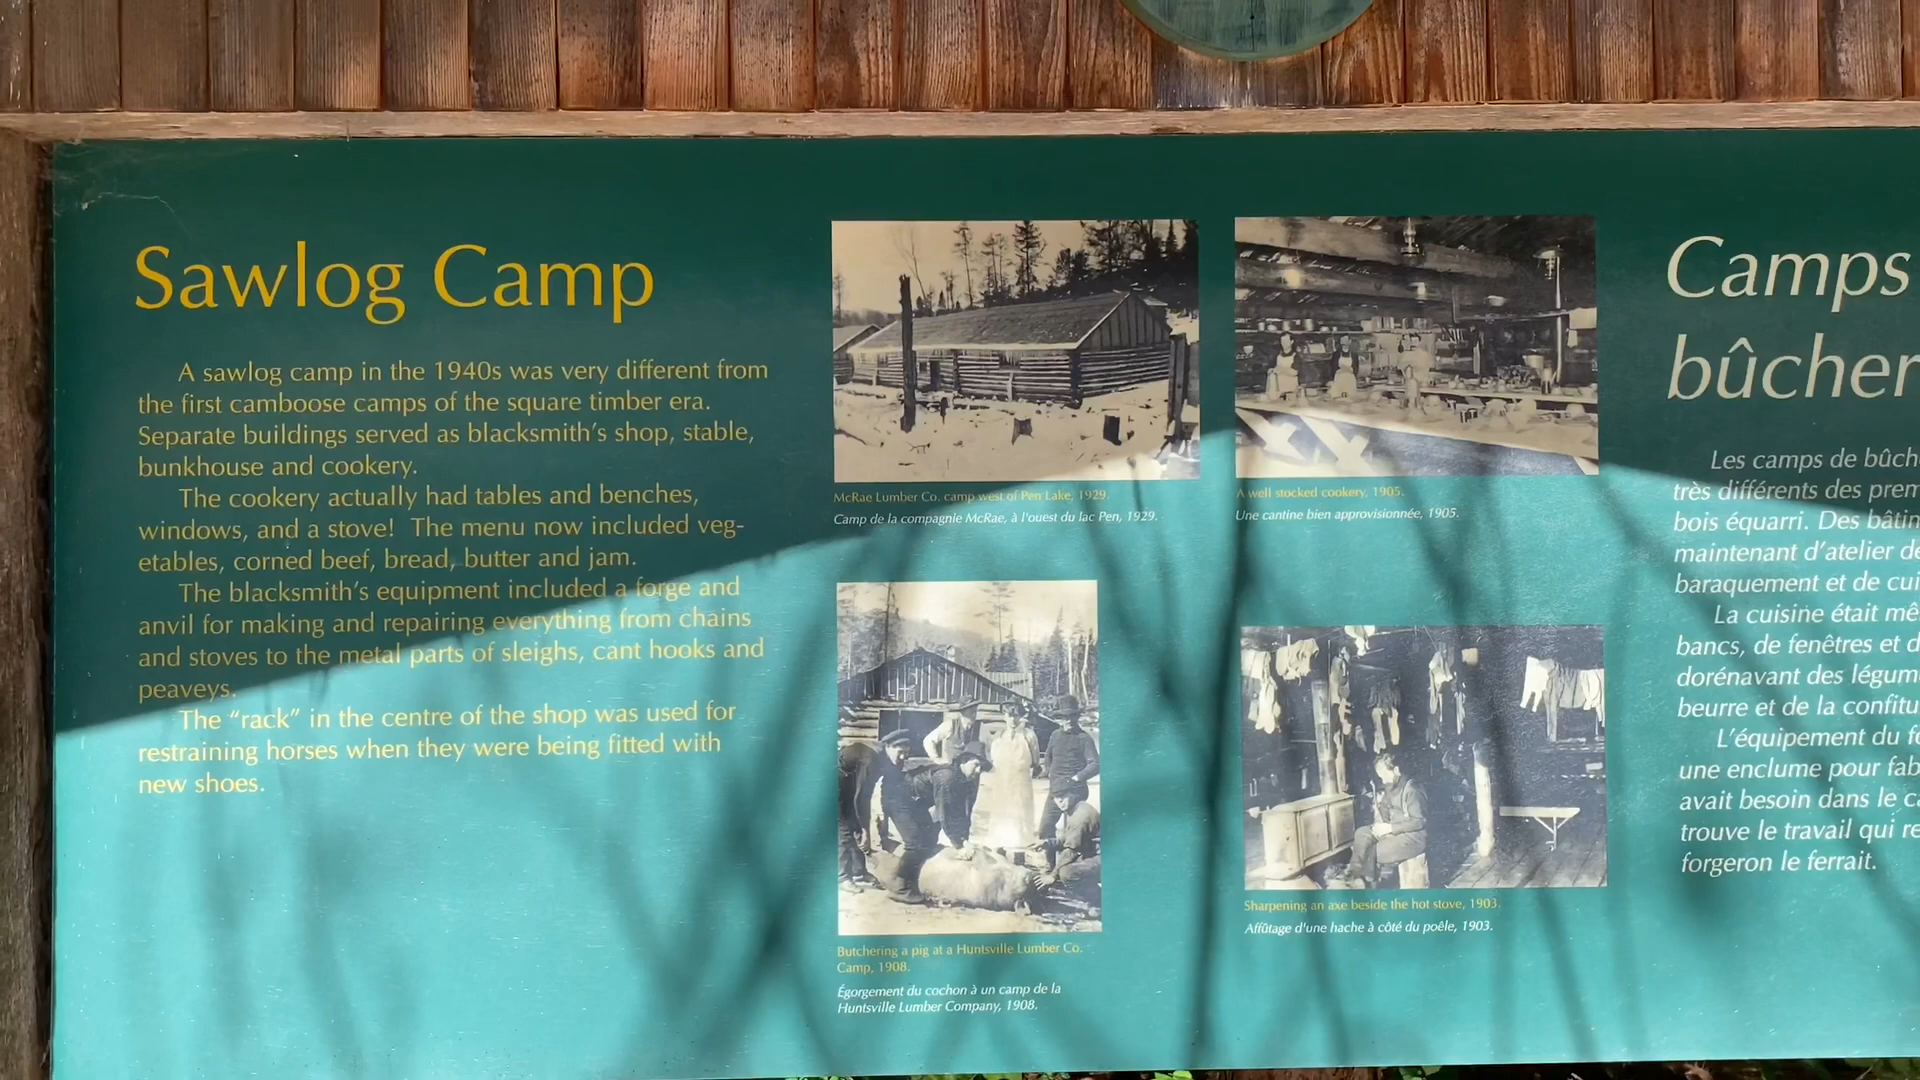 Sawlog Camp
A sawlog camp in the 1940s was very different from
the first camboose camps of the square timber era.
Separate buildings served as blacksmith's shop, stable,
bunkhouse and cookery.
The cookery actually had tables and benches,
windows, and a stove! The menu now included veg-
etables, corned beef, bread, butter and jam.
The blacksmith's equipment included a forge and
anvil for making and repairing everything from chains
and stoves to the metal parts of sleighs, cant hooks and
peaveys.
The “rack” in the centre of the shop was used for
restraining horses when they were being fitted with
new shoes.
McRae Lumber Co. camp west of Pen Lake, 1929.
Camp de la compagnie McRae, à l'ouest du lac Pen, 1929.
A well stocked cookery, 1905.
Une cantine bien approvisionnée, 1905.
Butchering a pig at a Huntsville Lumber Co.
Camp, 1908.
Égorgement du cochon à un camp de la
Huntsville Lumber Company, 1908.
Sharpening an axe beside the hot stove, 1903.
Affûtage d'une hache à côté du poêle, 1903.
Camps
bûcher
Les camps de bûch
très différents des prem
bois équarri. Des bâtin
maintenant d'atelier de
baraquement et de cui
La cuisine était mê
bancs, de fenêtres et d
dorénavant des légum
beurre et de la confitu
L'équipement du fo
une enclume pour fab
avait besoin dans le ca
trouve le travail qui re
forgeron le ferrait.